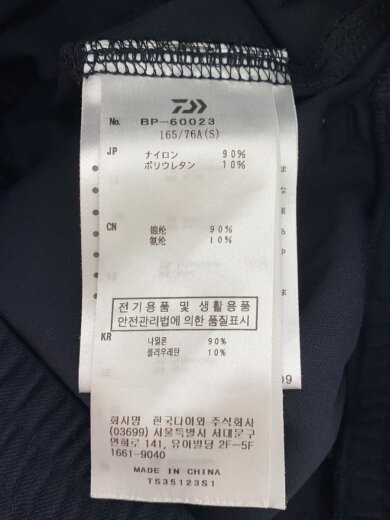 No. BP-60023
165/76A(S)
JP
ナイロン 90%
ポリウレタン 10%
CN
锦纶 90%
氨纶 10%
전기용품 및 생활용품
안전관리법에 의한 품질표시
KR
나일론 90%
폴리우레탄 10%
회사명 한국다이와 주식회사
(03699) 서울특별시 서대문구
연희로 141, 유이빌딩 2F~5F
1661-9040
MADE IN CHINA
TS35123S1